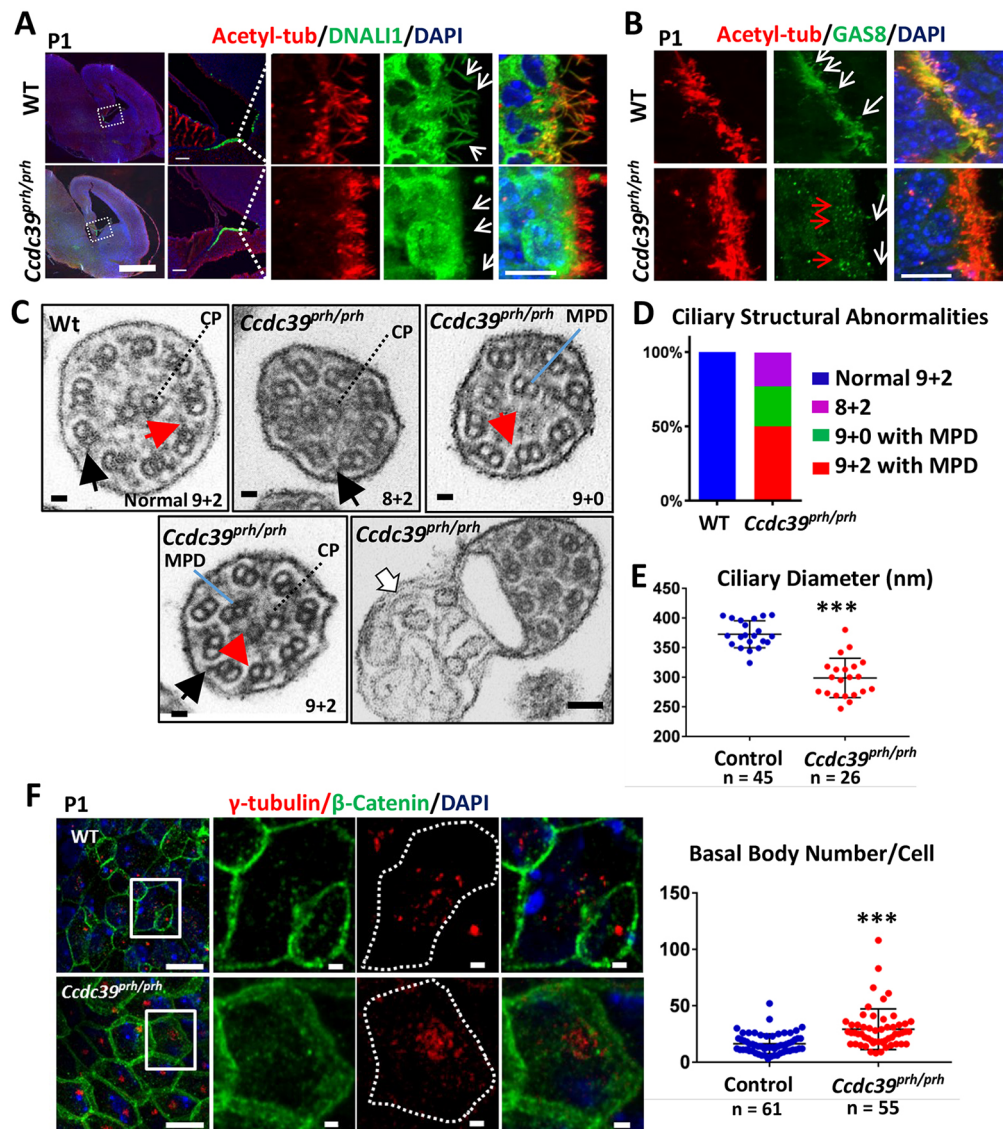 A
P1
Acetyl-tub/DNALI1/DAPI
WT
Ccdc39prh/prh
B
P1
Acetyl-tub/GAS8/DAPI
WT
Ccdc39prh/prh
C
Wt
CP
Normal 9+2
Ccdc39prh/prh
CP
8+2
Ccdc39prh/prh
MPD
9+0
Ccdc39prh/prh
MPD
CP
9+2
Ccdc39prh/prh
D
Ciliary Structural Abnormalities
100%
50%
0%
WT
Ccdc39prh/prh
Normal 9+2
8+2
9+0 with MPD
9+2 with MPD
E
Ciliary Diameter (nm)
***
450
400
350
300
250
200
Control
n = 45
Ccdc39prh/prh
n = 26
F
P1
γ-tubulin/β-Catenin/DAPI
WT
Ccdc39prh/prh
Basal Body Number/Cell
***
150
100
50
0
Control
n = 61
Ccdc39prh/prh
n = 55